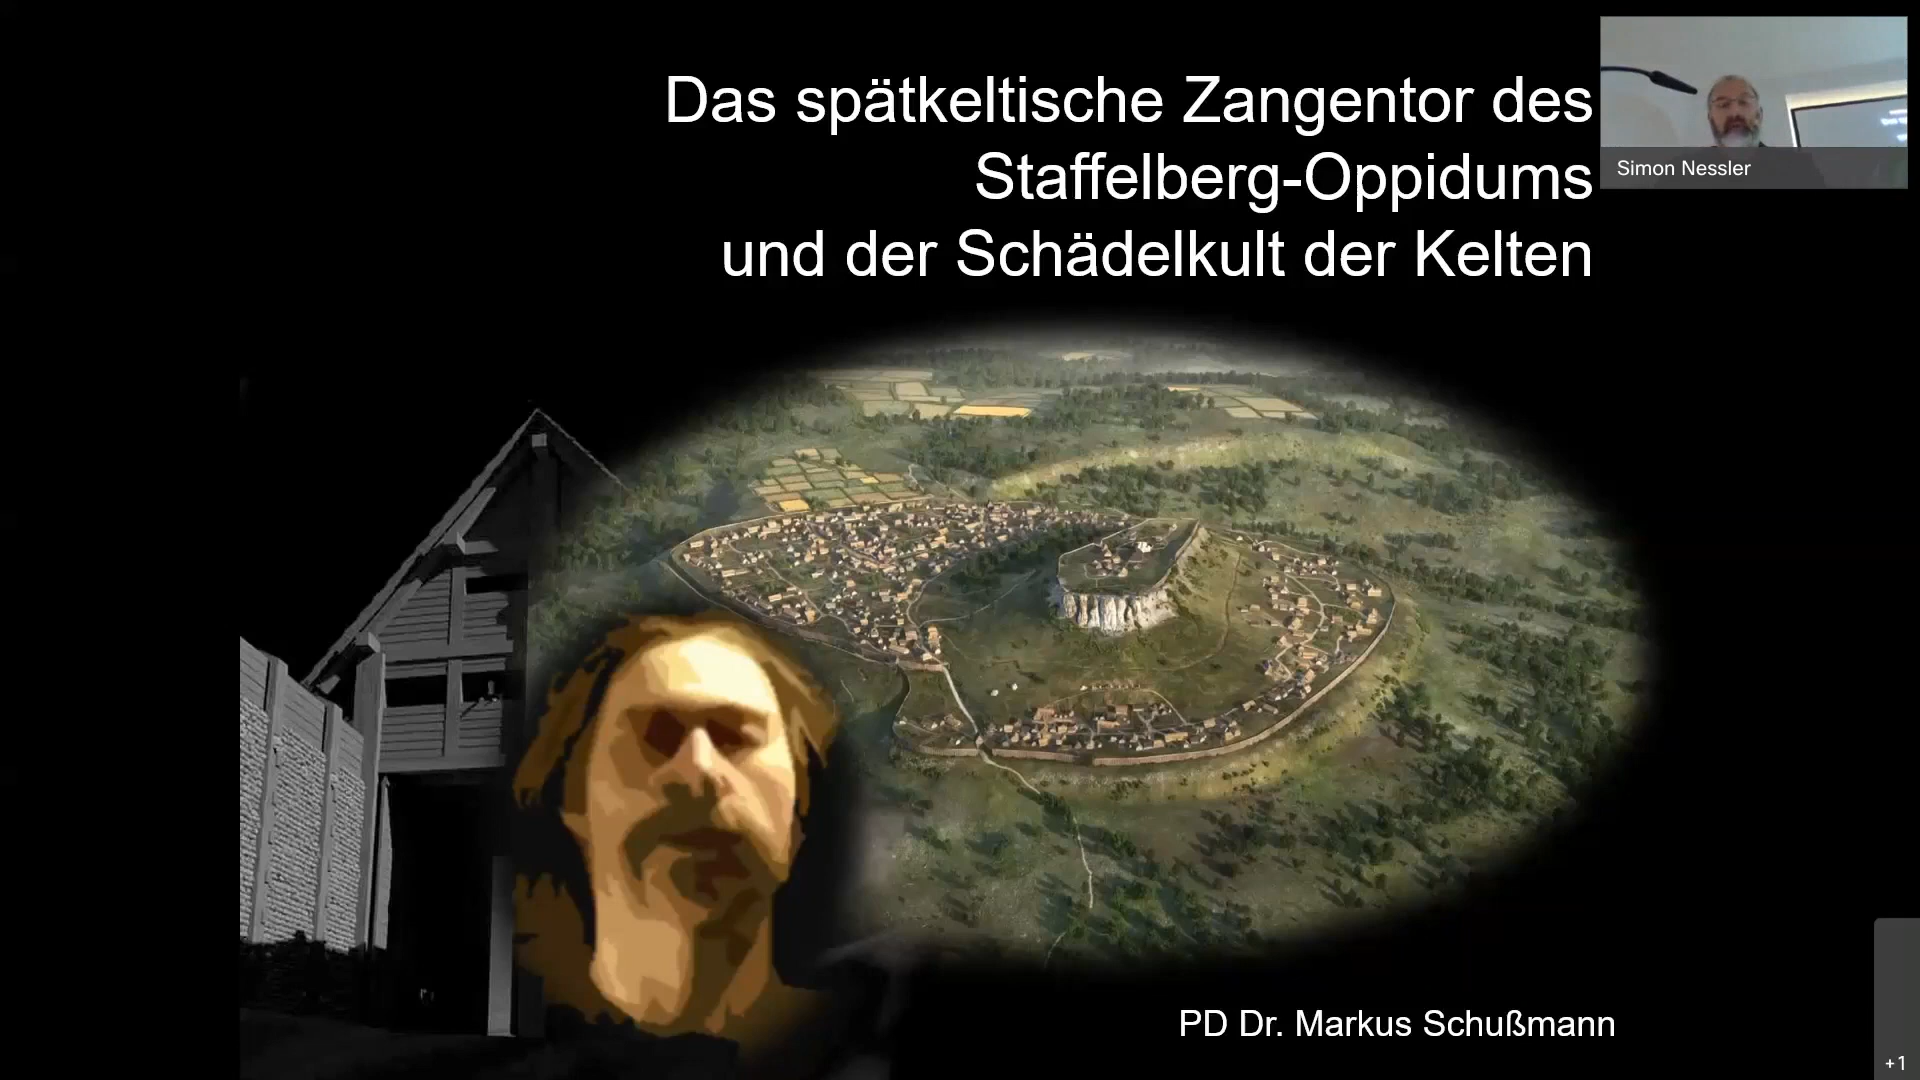 Das spätkeltische Zangentor des
Staffelberg-Oppidums
und der Schädelkult der Kelten
Simon Nessler
PD Dr. Markus Schußmann
+1